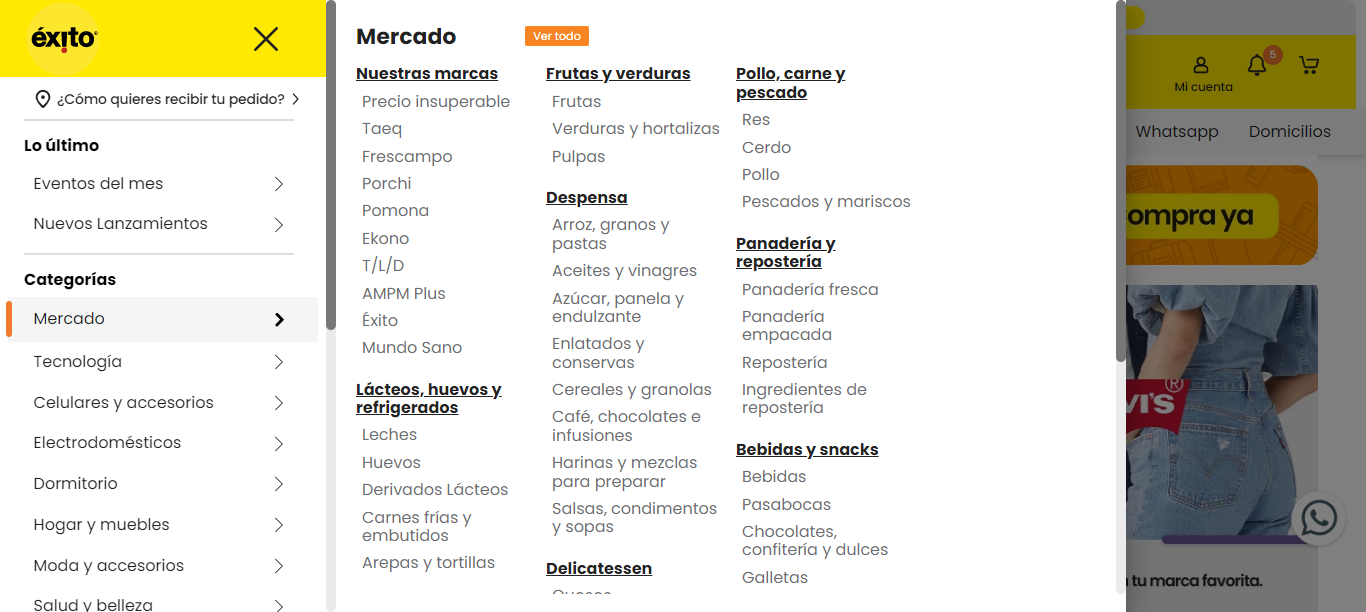 éxito
¿Cómo quieres recibir tu pedido?
Lo último
Eventos del mes
Nuevos Lanzamientos
Categorías
Mercado
Tecnología
Celulares y accesorios
Electrodomésticos
Dormitorio
Hogar y muebles
Moda y accesorios
Salud y belleza
Mercado
Ver todo
Nuestras marcas
Precio insuperable
Taeq
Frescampo
Porchi
Pomona
Ekono
T/L/D
AMPM Plus
Éxito
Mundo Sano
Lácteos, huevos y
refrigerados
Leches
Huevos
Derivados Lácteos
Carnes frías y
embutidos
Arepas y tortillas
Frutas y verduras
Frutas
Verduras y hortalizas
Pulpas
Despensa
Arroz, granos y
pastas
Aceites y vinagres
Azúcar, panela y
endulzante
Enlatados y
conservas
Cereales y granolas
Café, chocolates e
infusiones
Harinas y mezclas
para preparar
Salsas, condimentos
y sopas
Delicatessen
Pollo, carne y
pescado
Res
Cerdo
Pollo
Pescados y mariscos
Panadería y
repostería
Panadería fresca
Panadería
empacada
Repostería
Ingredientes de
repostería
Bebidas y snacks
Bebidas
Pasabocas
Chocolates,
confitería y dulces
Galletas
Mi cuenta
5
Whatsapp
Domicilios
ompra ya
VI'S ®
tu marca favorita.